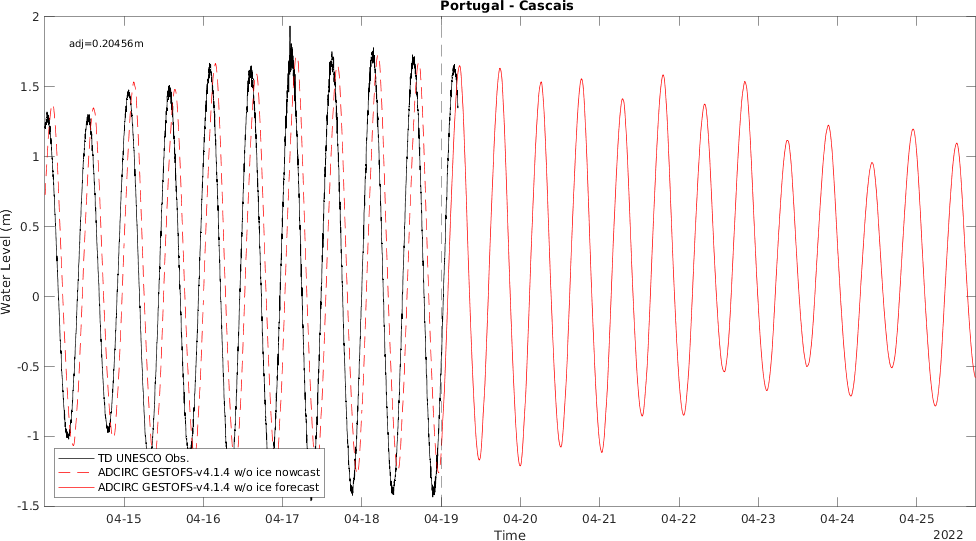 Portugal - Cascais
adj=0.20456m
2
1.5
1
0.5
0
-0.5
-1
-1.5
Water Level (m)
TD UNESCO Obs.
ADCIRC GESTOFS-v4.1.4 w/o ice nowcast
ADCIRC GESTOFS-v4.1.4 w/o ice forecast
04-15 04-16 04-17 04-18 04-19 04-20 04-21 04-22 04-23 04-24 04-25
Time
2022